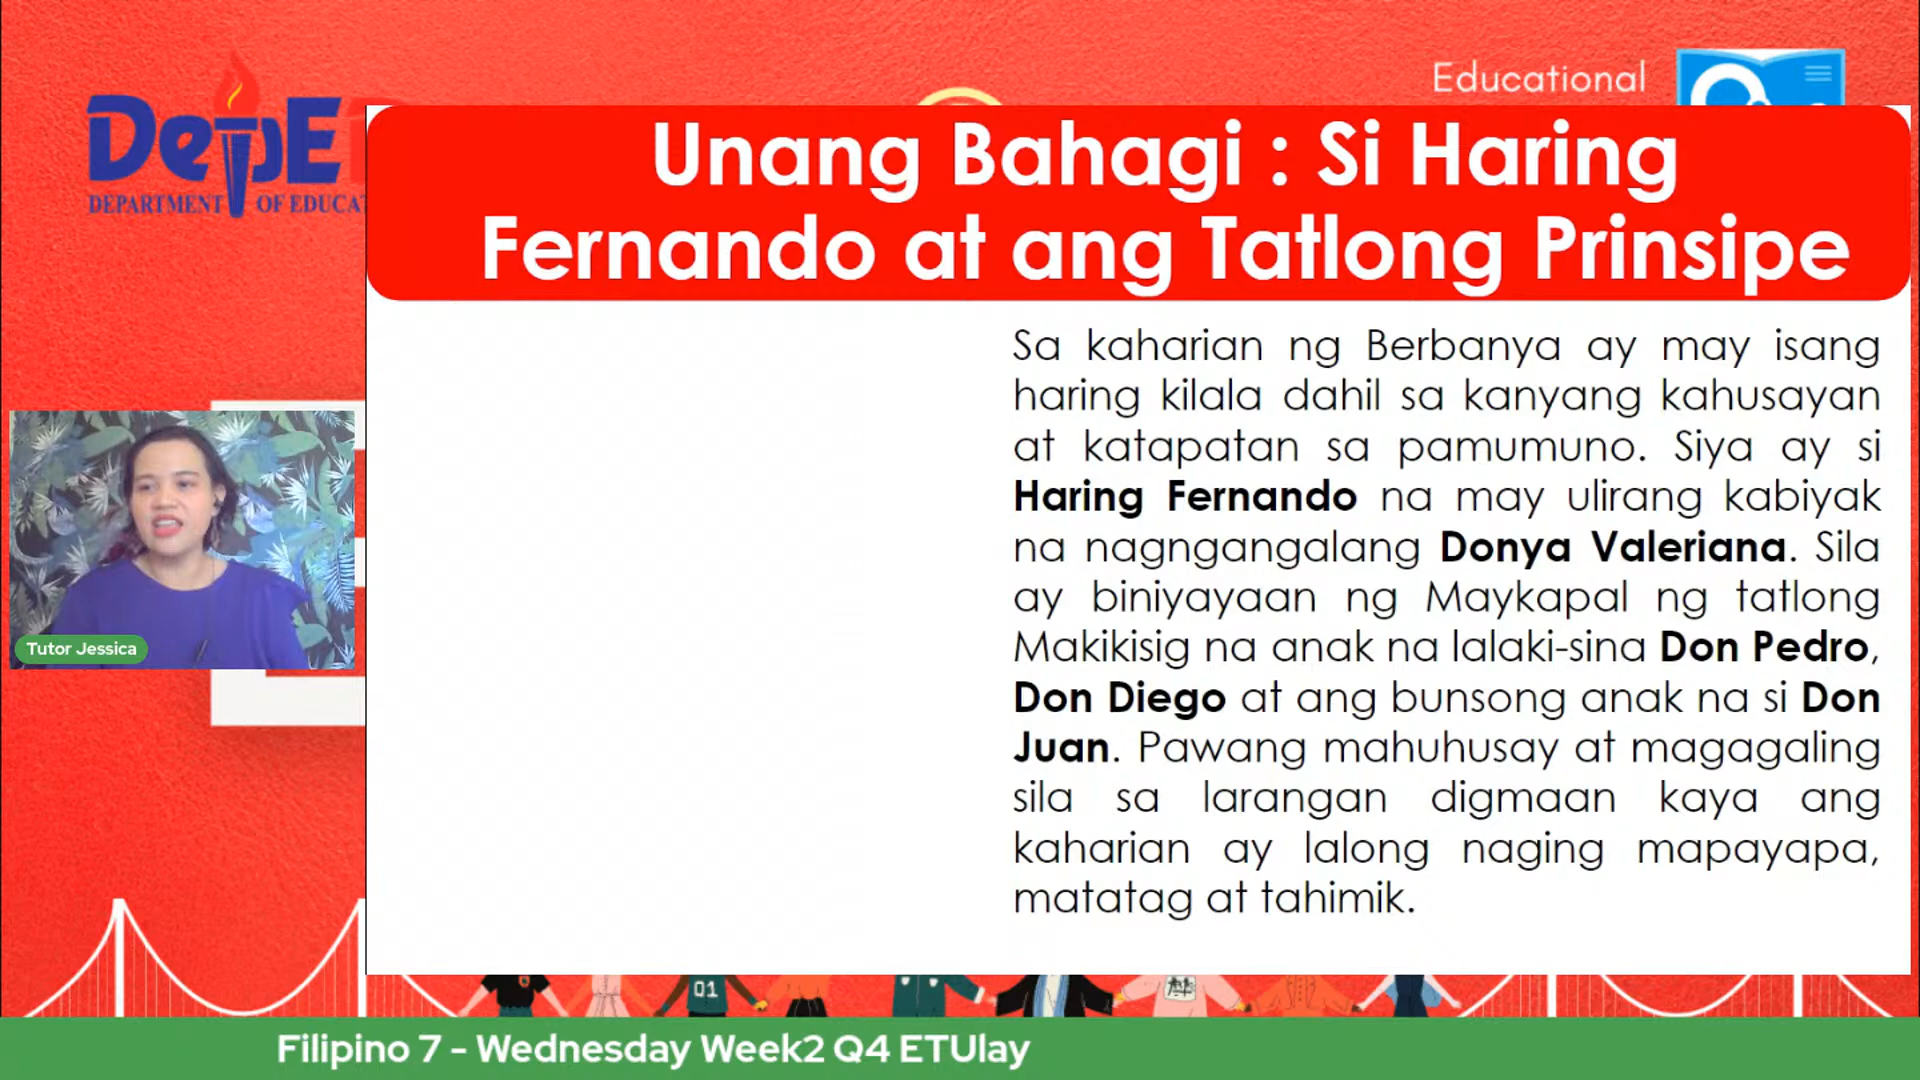 DepE
DEPARTMENT OF EDUCAT
Educational
Unang Bahagi : Si Haring
Fernando at ang Tatlong Prinsipe
Sa kaharian ng Berbanya ay may isang
haring kilala dahil sa kanyang kahusayan
at katapatan sa pamumuno. Siya ay si
Haring Fernando na may ulirang kabiyak
na nagngangalang Donya Valeriana. Sila
ay biniyayaan ng Maykapal ng tatlong
Makikisig na anak na lalaki-sina Don Pedro,
Don Diego at ang bunsong anak na si Don
Juan. Pawang mahuhusay at magagaling
sila sa larangan digmaan kaya ang
kaharian ay lalong naging mapayapa,
matatag at tahimik.
Tutor Jessica
Q1
Filipino 7 - Wednesday Week2 Q4 ETUlay